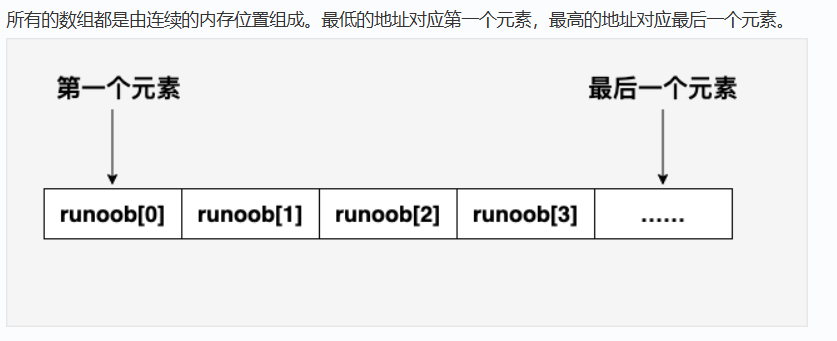 所有的数组都是由连续的内存位置组成。最低的地址对应第一个元素，最高的地址对应最后一个元素。
第一个元素 最后一个元素
runoob[0] runoob[1] runoob[2] runoob[3] ……